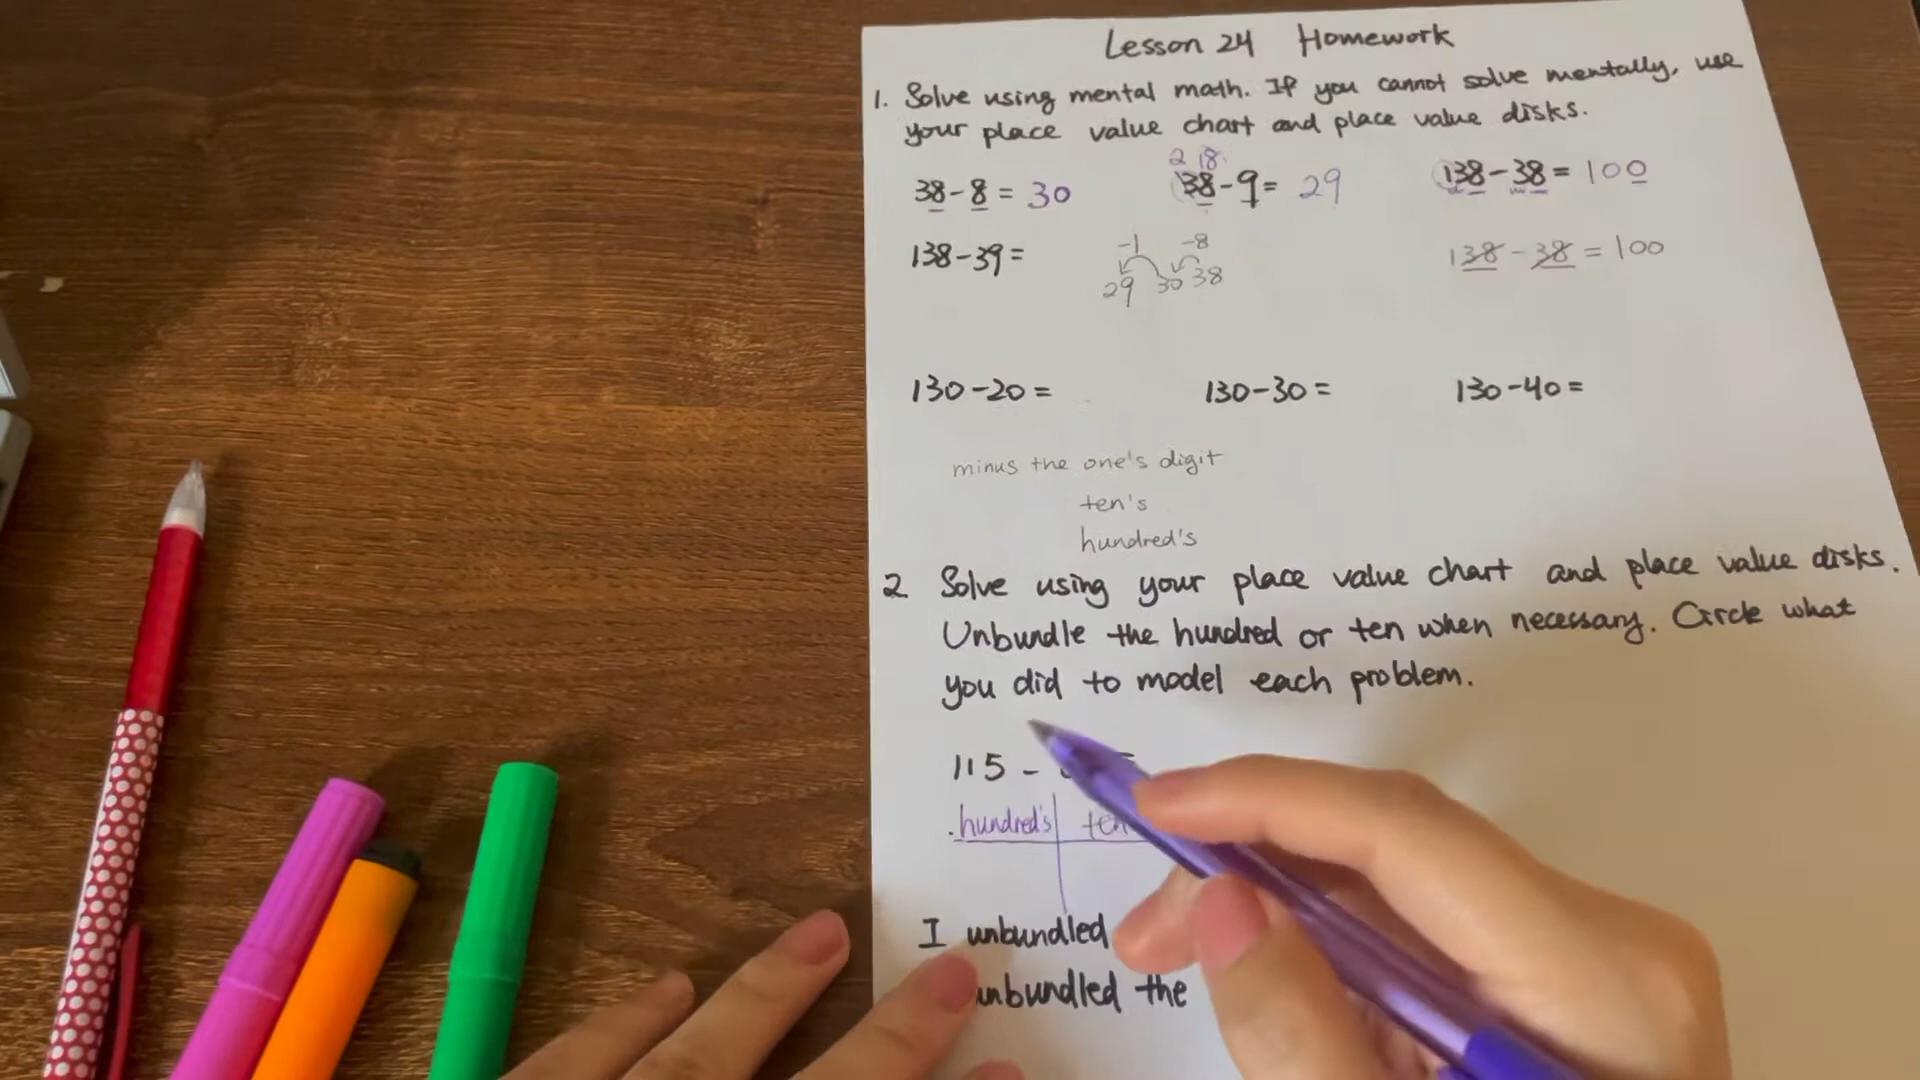 Lesson 24 Homework
1. Solve using mental math. If you cannot solve mentally, use
your place value chart and place value disks.
2 18
38-8 = 30 38-9= 29 138-38= 100
138-39=
-1 -8
29 30 38
138-38 = 100
130-20= 130-30= 130-40=
minus the one's digit
ten's
hundred's
2 Solve using your place value chart and place value disks.
Unbundle the hundred or ten when necessary. Circle what
you did to model each problem.
115 -
hundred's
I unbundled
unbundled the